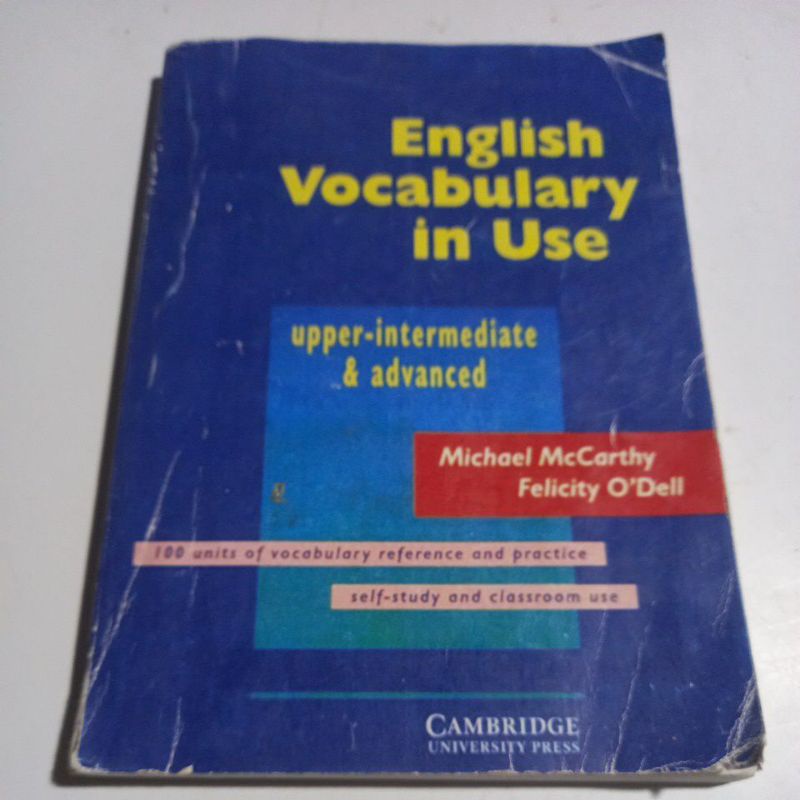 English
Vocabulary
in Use
upper-intermediate
& advanced
Michael McCarthy
Felicity O'Dell
100 units of vocabulary reference and practice
self-study and classroom use
CAMBRIDGE
UNIVERSITY PRESS